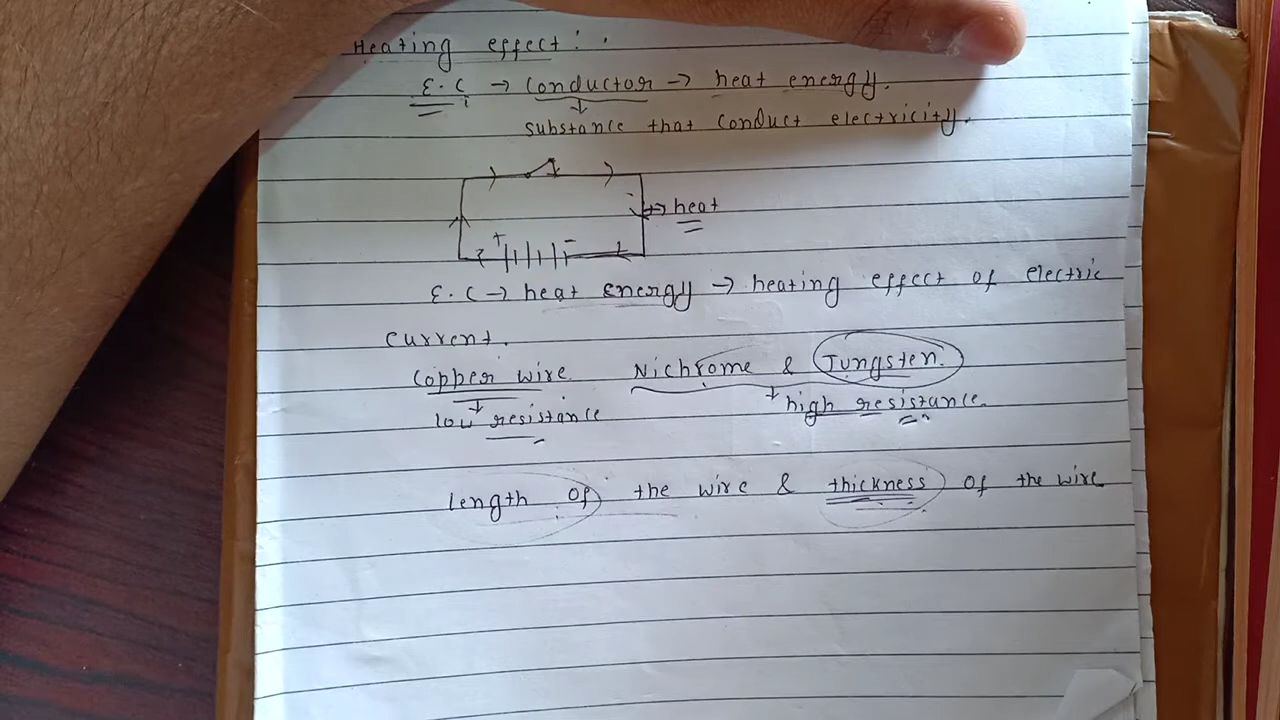 Heating effect:
E.C → conductor → heat energy.
substance that conduct electricity.
→ heat
+ -
E.C → heat energy → heating effect of electric
current.
Copper wire Nichrome & Tungsten.
low resistance high resistance.
length of the wire & thickness of the wire